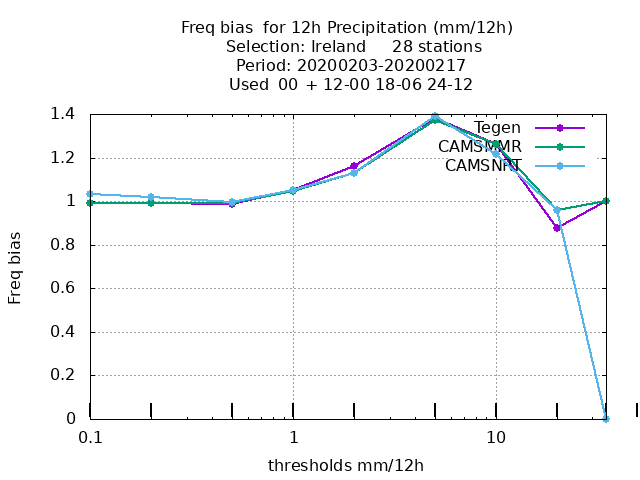 Freq bias  for 12h Precipitation (mm/12h)
Selection: Ireland     28 stations
Period: 20200203-20200217
Used  00 + 12-00 18-06 24-12
1.4
1.2
1
0.8
0.6
0.4
0.2
0
Freq bias
Tegen
0.1
1
10
thresholds mm/12h